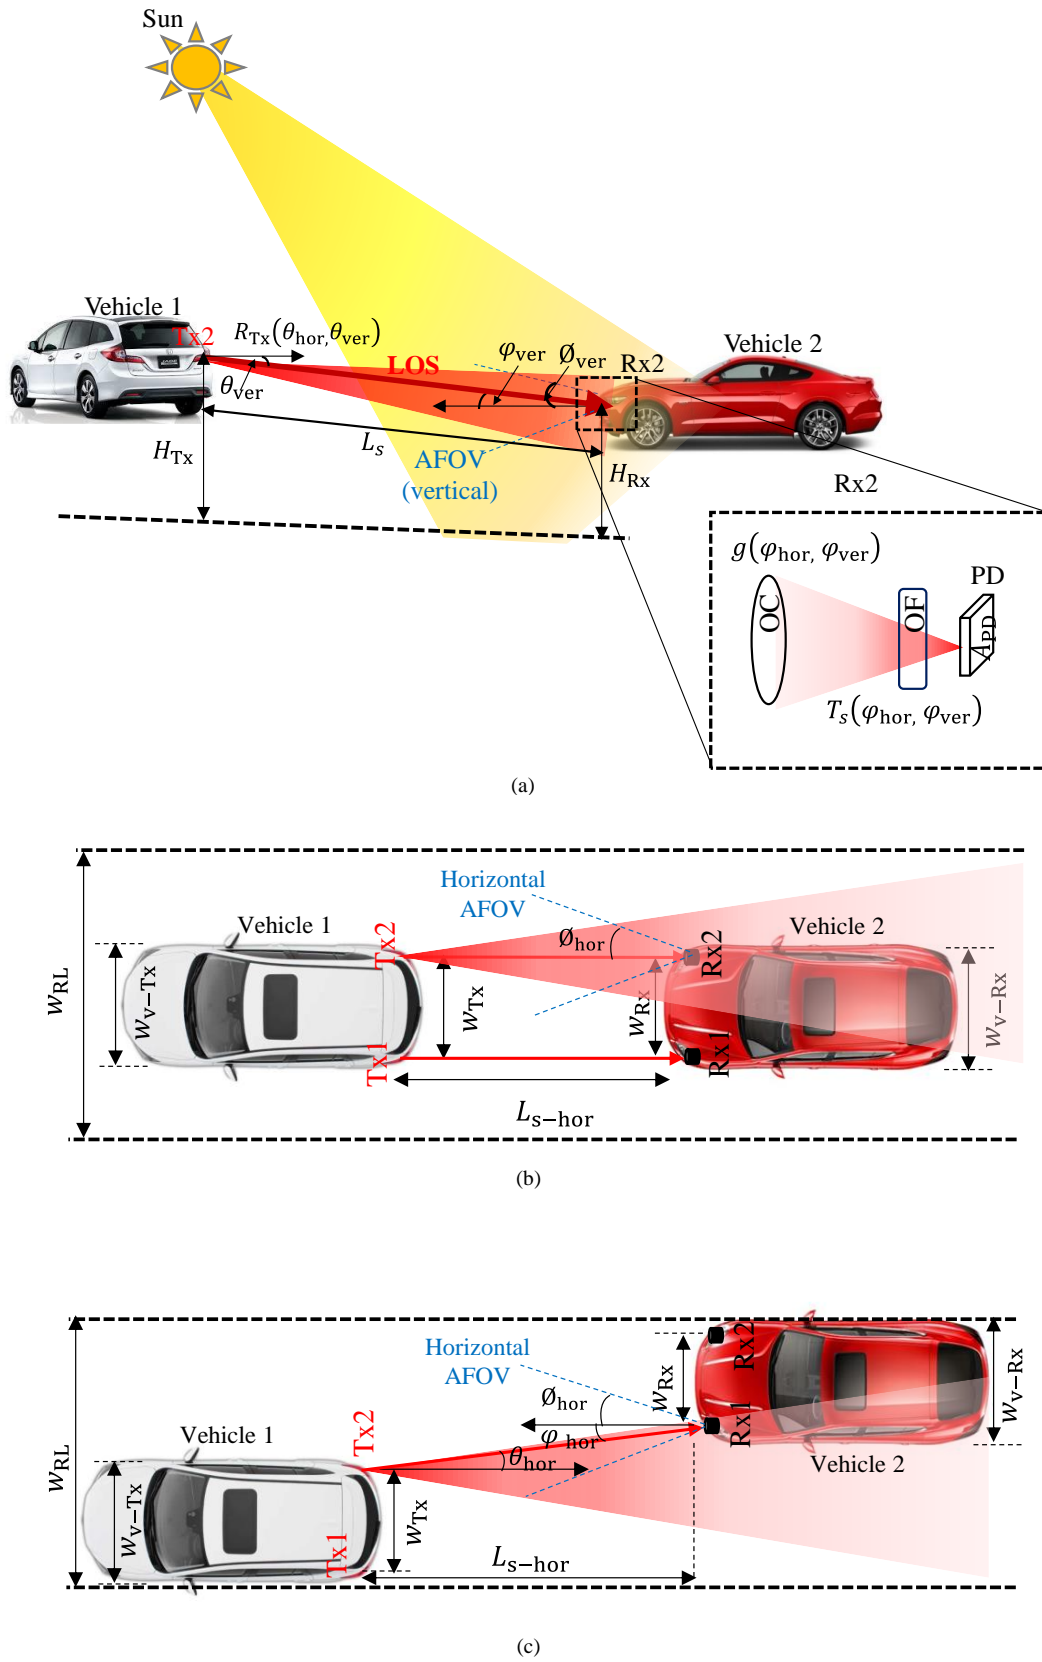 Sun
Vehicle 1
Tx2
R_Tx(θ_hor,θ_ver)
θ_ver
LOS
φ_ver
Ø_ver
Rx2
Vehicle 2
H_Tx
L_s
AFOV
(vertical)
H_Rx
Rx2
g(φ_hor, φ_ver)
OC
OF
PD
A_PD
T_s(φ_hor, φ_ver)
(a)
Horizontal
AFOV
Vehicle 1
Vehicle 2
Tx2
Ø_hor
Rx2
w_RL
w_v−Tx
w_Tx
w_Rx
w_v−Rx
Tx1
Rx1
L_s−hor
(b)
Horizontal
AFOV
Rx2
w_Rx
w_v−Rx
Ø_hor
Rx1
Tx2
φ_hor
Vehicle 1
θ_hor
Vehicle 2
w_RL
w_v−Tx
w_Tx
Tx1
L_s−hor
(c)